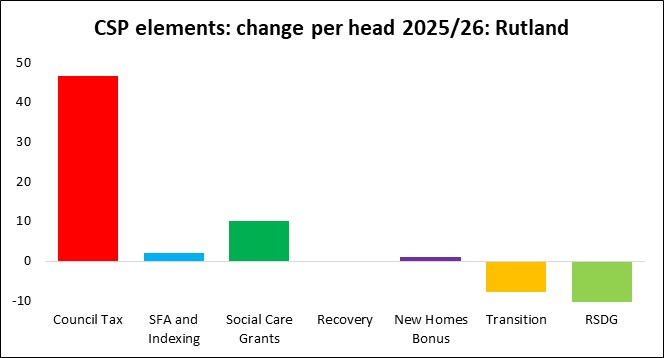 CSP elements: change per head 2025/26: Rutland
50
40
30
20
10
0
-10
Council Tax
SFA and
Indexing
Social Care
Grants
Recovery
New Homes
Bonus
Transition
RSDG